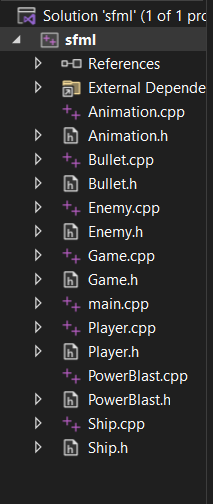 Solution 'sfml' (1 of 1 pro
sfml
References
External Depende
Animation.cpp
Animation.h
Bullet.cpp
Bullet.h
Enemy.cpp
Enemy.h
Game.cpp
Game.h
main.cpp
Player.cpp
Player.h
PowerBlast.cpp
PowerBlast.h
Ship.cpp
Ship.h